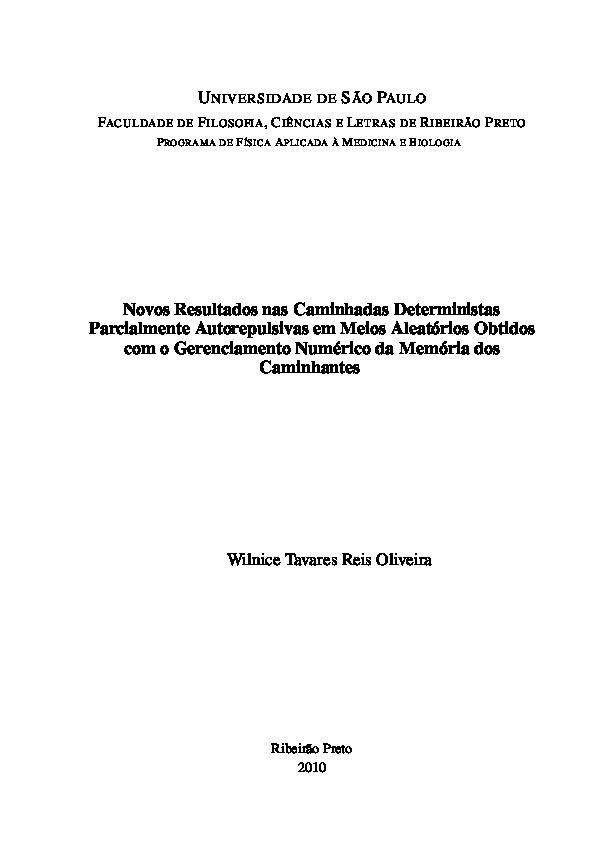 UNIVERSIDADE DE SÃO PAULO
FACULDADE DE FILOSOFIA, CIÊNCIAS E LETRAS DE RIBEIRÃO PRETO
PROGRAMA DE FÍSICA APLICADA À MEDICINA E BIOLOGIA
Novos Resultados nas Caminhadas Deterministas
Parcialmente Autorepulsivas em Meios Aleatórios Obtidos
com o Gerenciamento Numérico da Memória dos
Caminhantes
Wilnice Tavares Reis Oliveira
Ribeirão Preto
2010